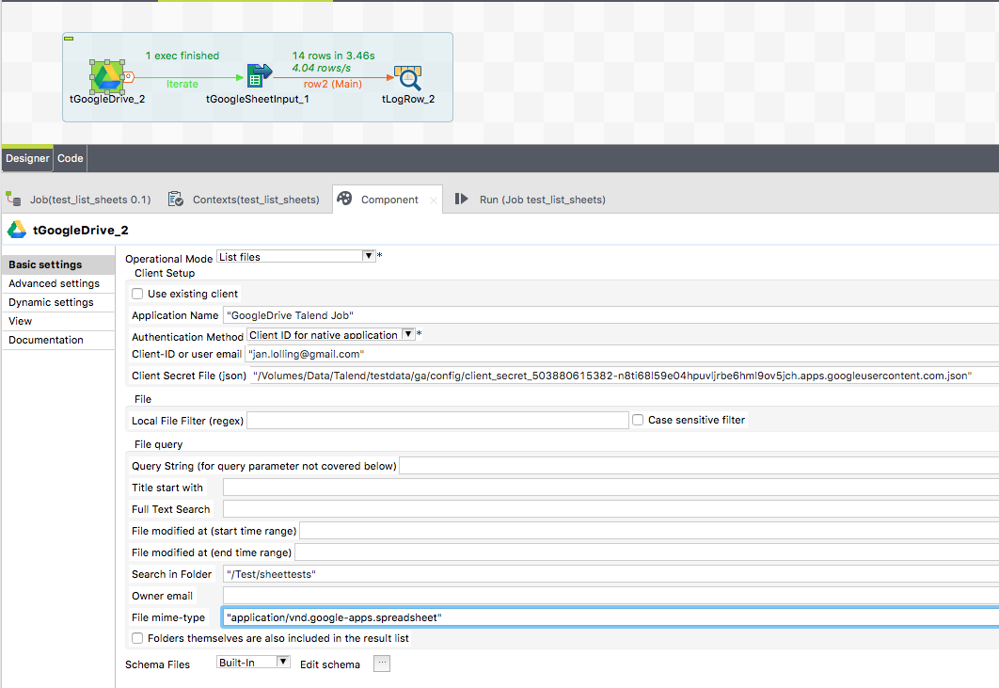 1 exec finished
14 rows in 3.46s
4.04 rows/s
Iterate
row2 (Main)
tGoogleDrive_2
tGoogleSheetInput_1
tLogRow_2
Designer
Code
Job(test_list_sheets 0.1)
Contexts(test_list_sheets)
Component
Run (Job test_list_sheets)
tGoogleDrive_2
Basic settings
Advanced settings
Dynamic settings
View
Documentation
Operational Mode List files *
Client Setup
Use existing client
Application Name "GoogleDrive Talend Job"
Authentication Method Client ID for native application *
Client-ID or user email "jan.lolling@gmail.com"
Client Secret File (json) "/Volumes/Data/Talend/testdata/ga/config/client_secret_503880615382-n8ti68l59e04hpuvljrbe6hml9ov5jch.apps.googleusercontent.com.json"
File
Local File Filter (regex)
Case sensitive filter
File query
Query String (for query parameter not covered below)
Title start with
Full Text Search
File modified at (start time range)
File modified at (end time range)
Search in Folder "/Test/sheettests"
Owner email
File mime-type "application/vnd.google-apps.spreadsheet"
Folders themselves are also included in the result list
Schema Files Built-In Edit schema ...